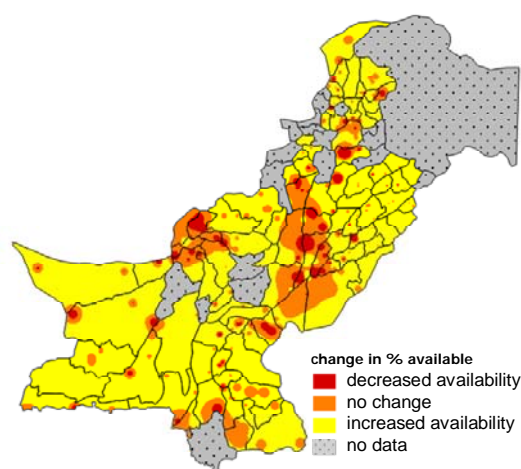 change in % available
decreased availability
no change
increased availability
no data